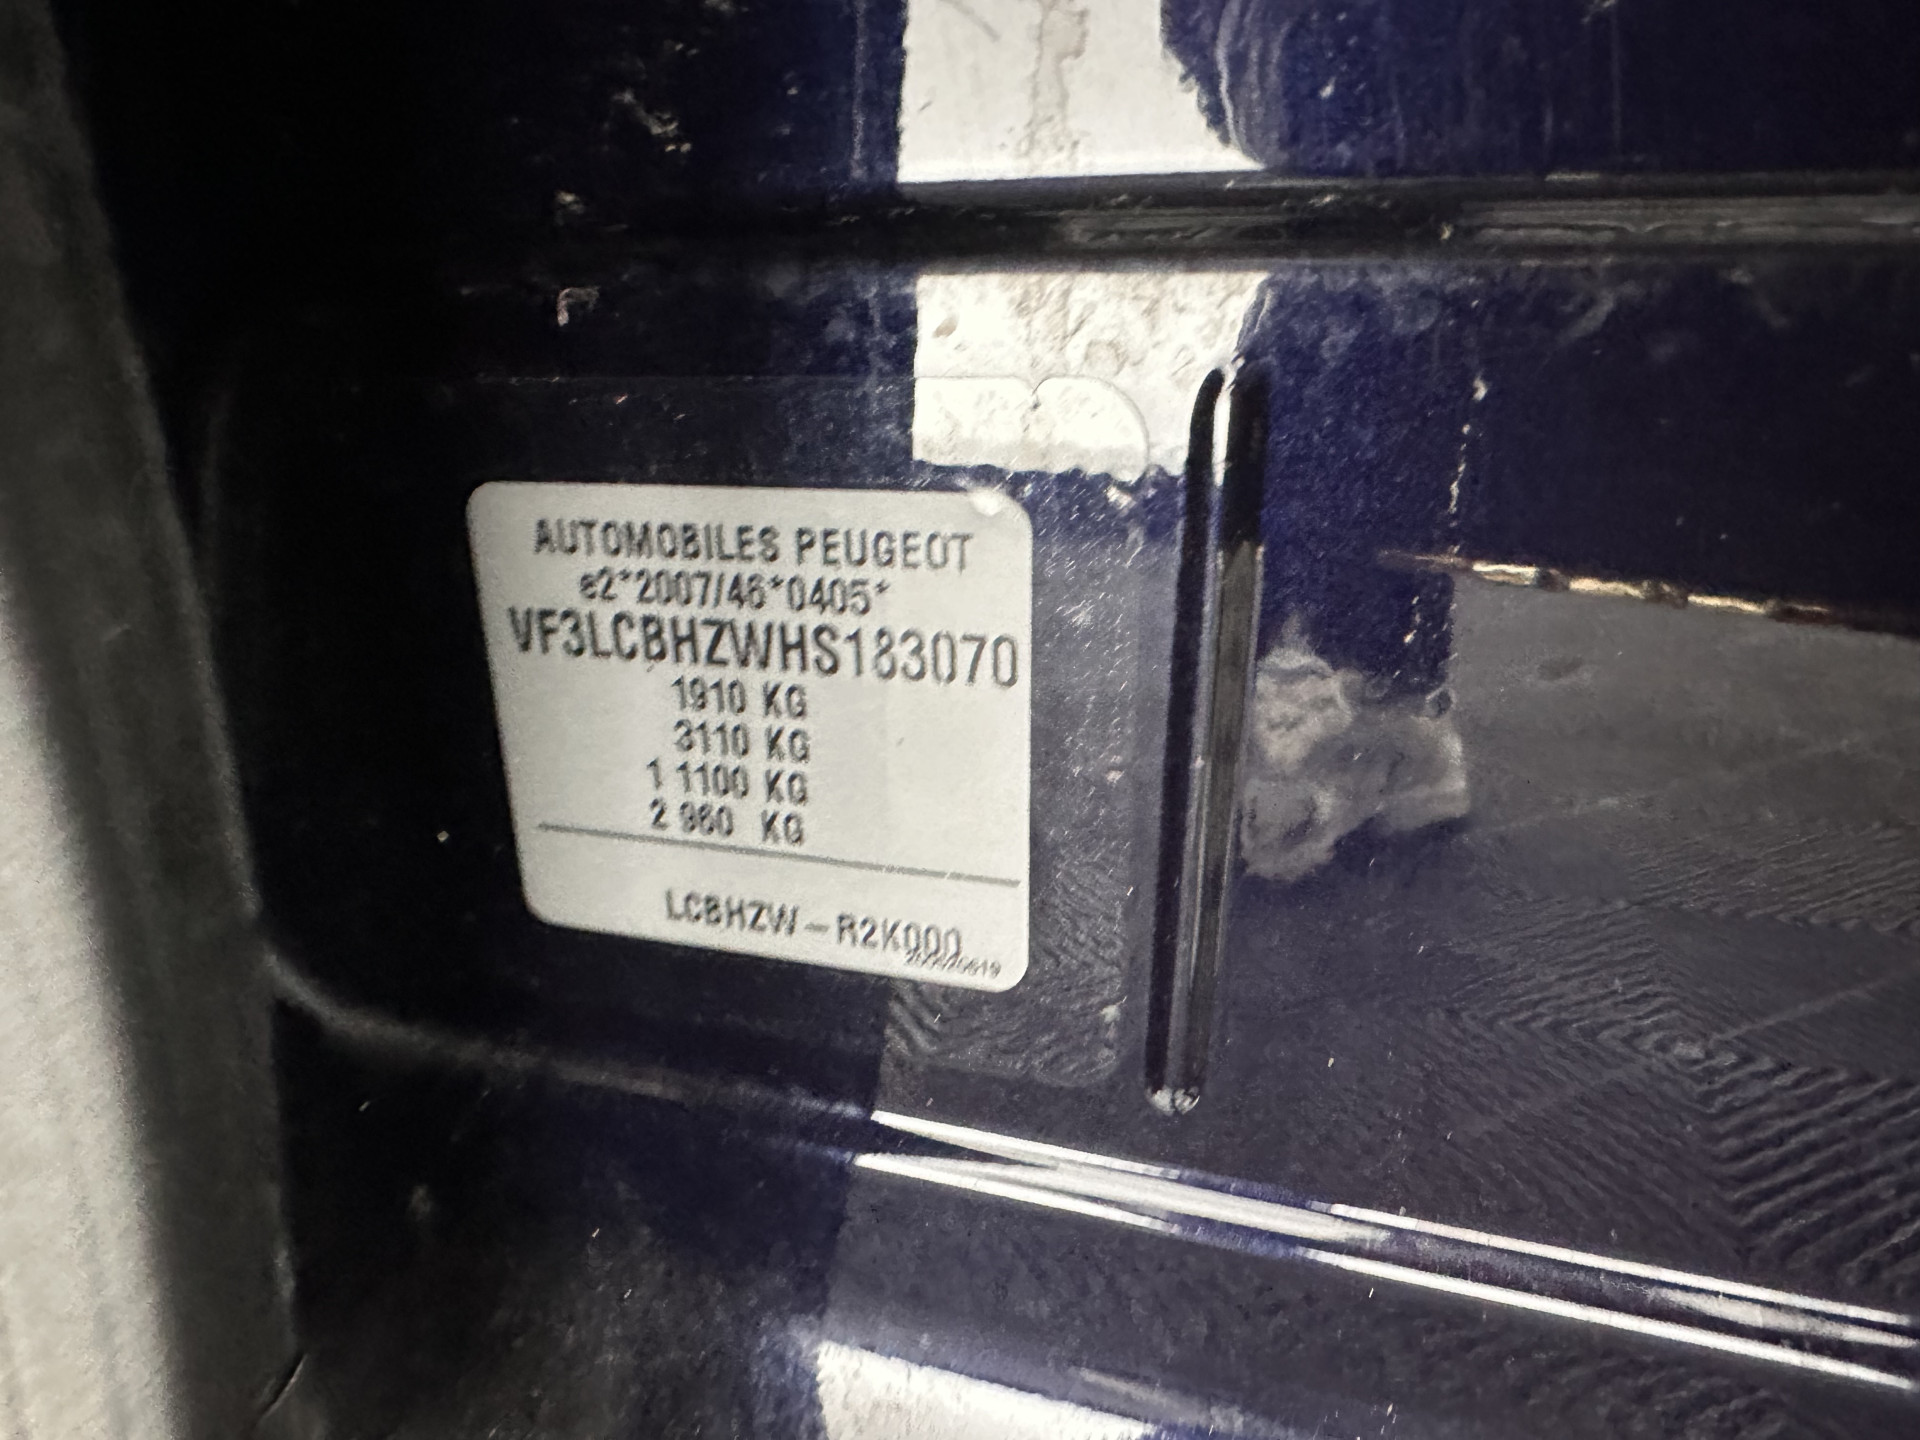 AUTOMOBILES PEUGEOT
e2*2007/46*0405*
VF3LCBHZWHS183070
1910 KG
3110 KG
1 1100 KG
2 960 KG
LCBHZW – R2K000